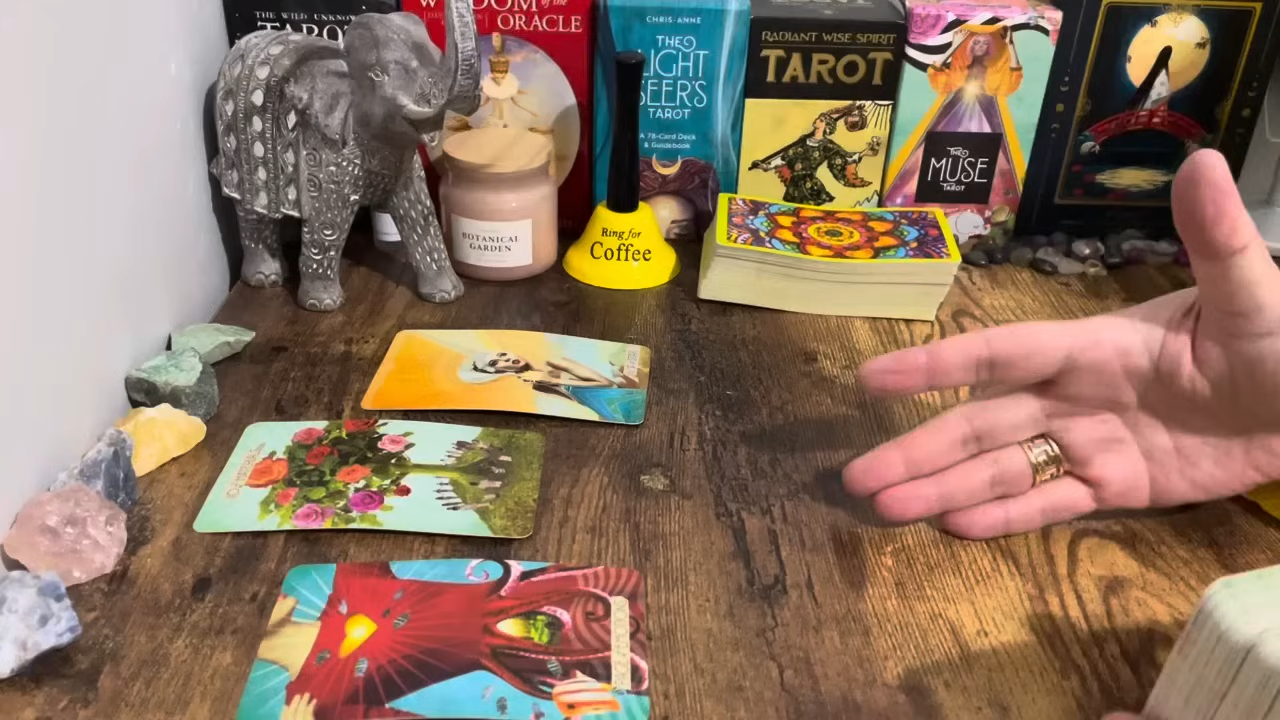 THE WILD UNKNOWN
TAROT
WISDOM of the
ORACLE
CHRIS-ANNE
THE
LIGHT
SEER'S
TAROT
A 78-Card Deck
& Guidebook
RADIANT WISE SPIRIT
TAROT
THE
MUSE
TAROT
BOTANICAL
GARDEN
Ring for
Coffee